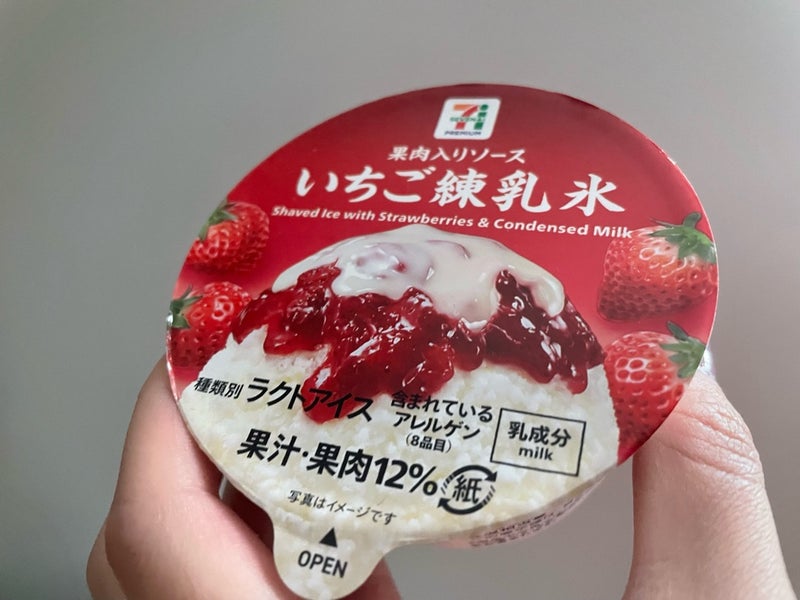 7i
SEVEN&i
PREMIUM
果肉入りソース
いちご練乳氷
Shaved Ice with Strawberries & Condensed Milk
種類別 ラクトアイス
含まれている
アレルゲン
(8品目)
乳成分
milk
果汁・果肉12%
紙
写真はイメージです
▲
OPEN